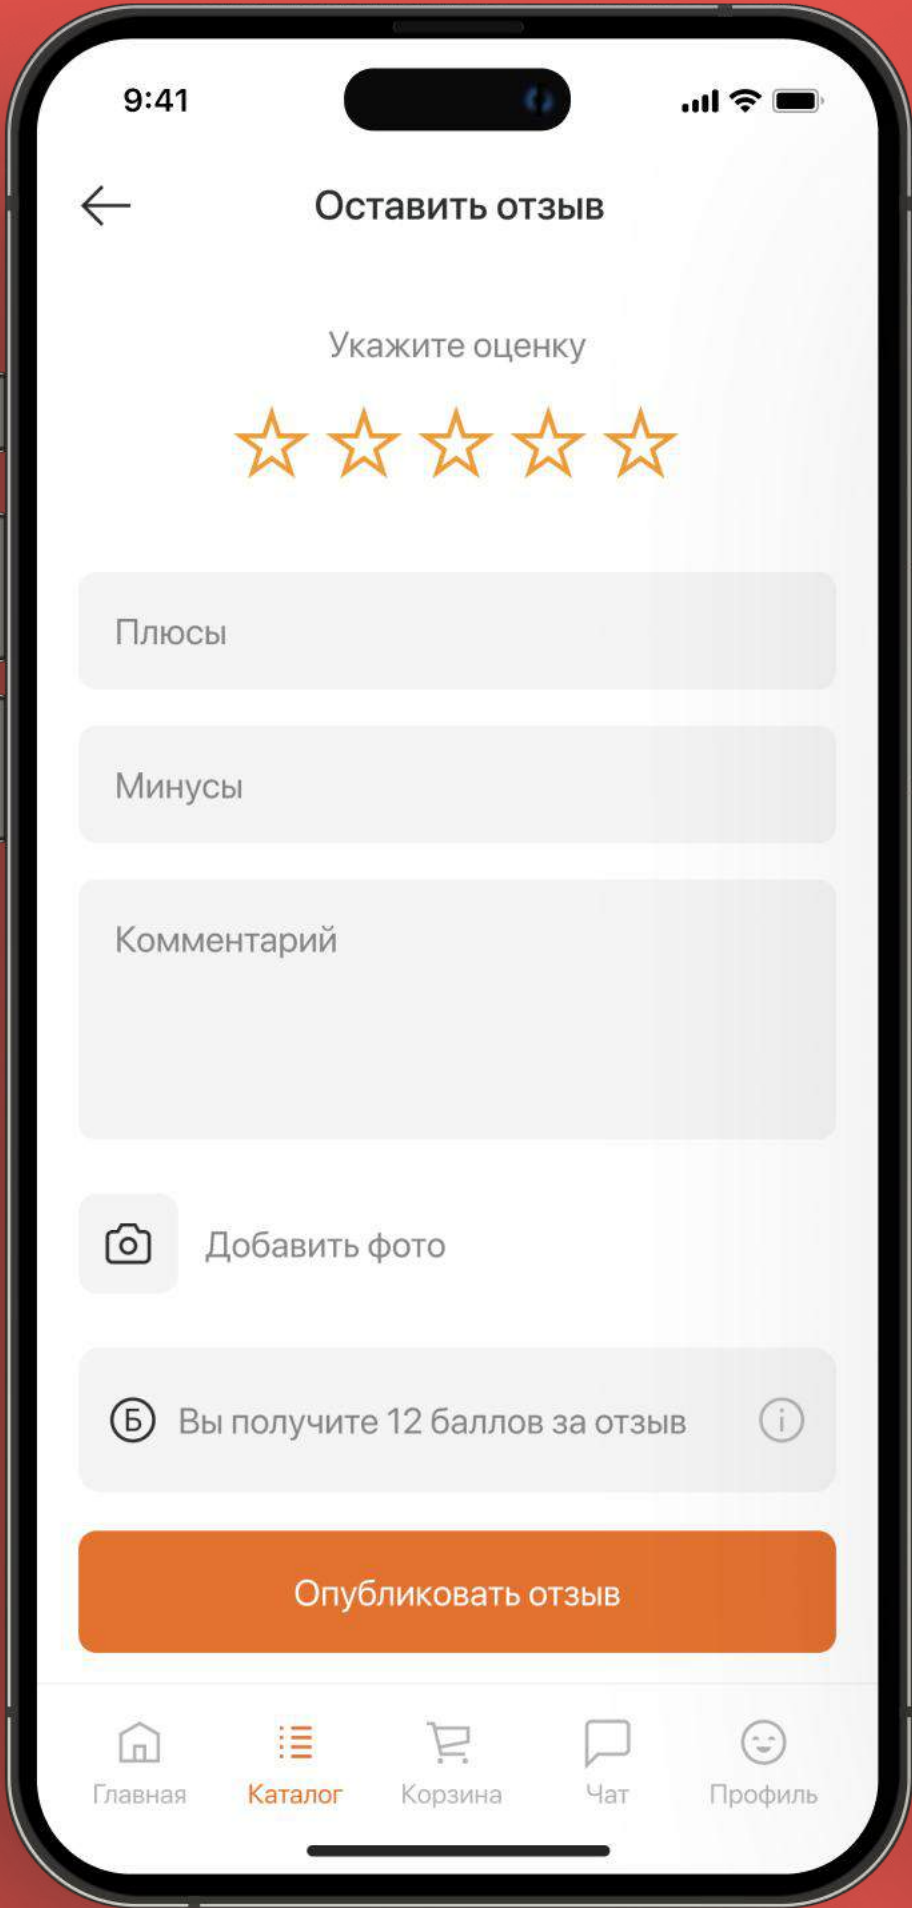 9:41
Оставить отзыв
Укажите оценку
Плюсы
Минусы
Комментарий
Добавить фото
Б Вы получите 12 баллов за отзыв i
Опубликовать отзыв
Главная Каталог Корзина Чат Профиль